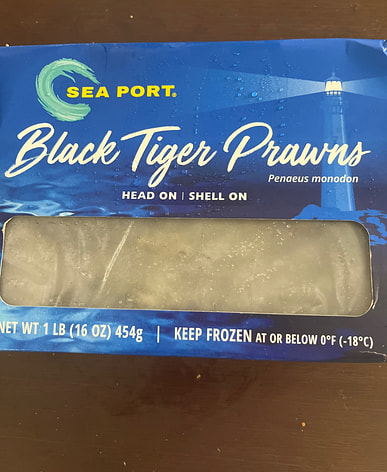 SEA PORT®
Black Tiger Prawns
Penaeus monodon
HEAD ON | SHELL ON
NET WT 1 LB (16 OZ) 454g | KEEP FROZEN AT OR BELOW 0°F (-18°C)